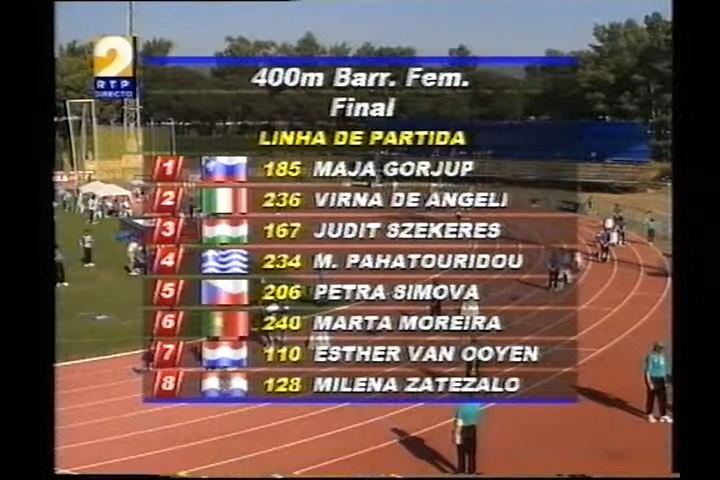 2
RTP
DIRECTO
400m Barr. Fem.
Final
LINHA DE PARTIDA
1 185 MAJA GORJUP
2 236 VIRNA DE ANGELI
3 167 JUDIT SZEKERES
4 234 M. PAHATOURIDOU
5 206 PETRA SIMOVA
6 240 MARTA MOREIRA
7 110 ESTHER VAN OOYEN
8 128 MILENA ZATEZALO